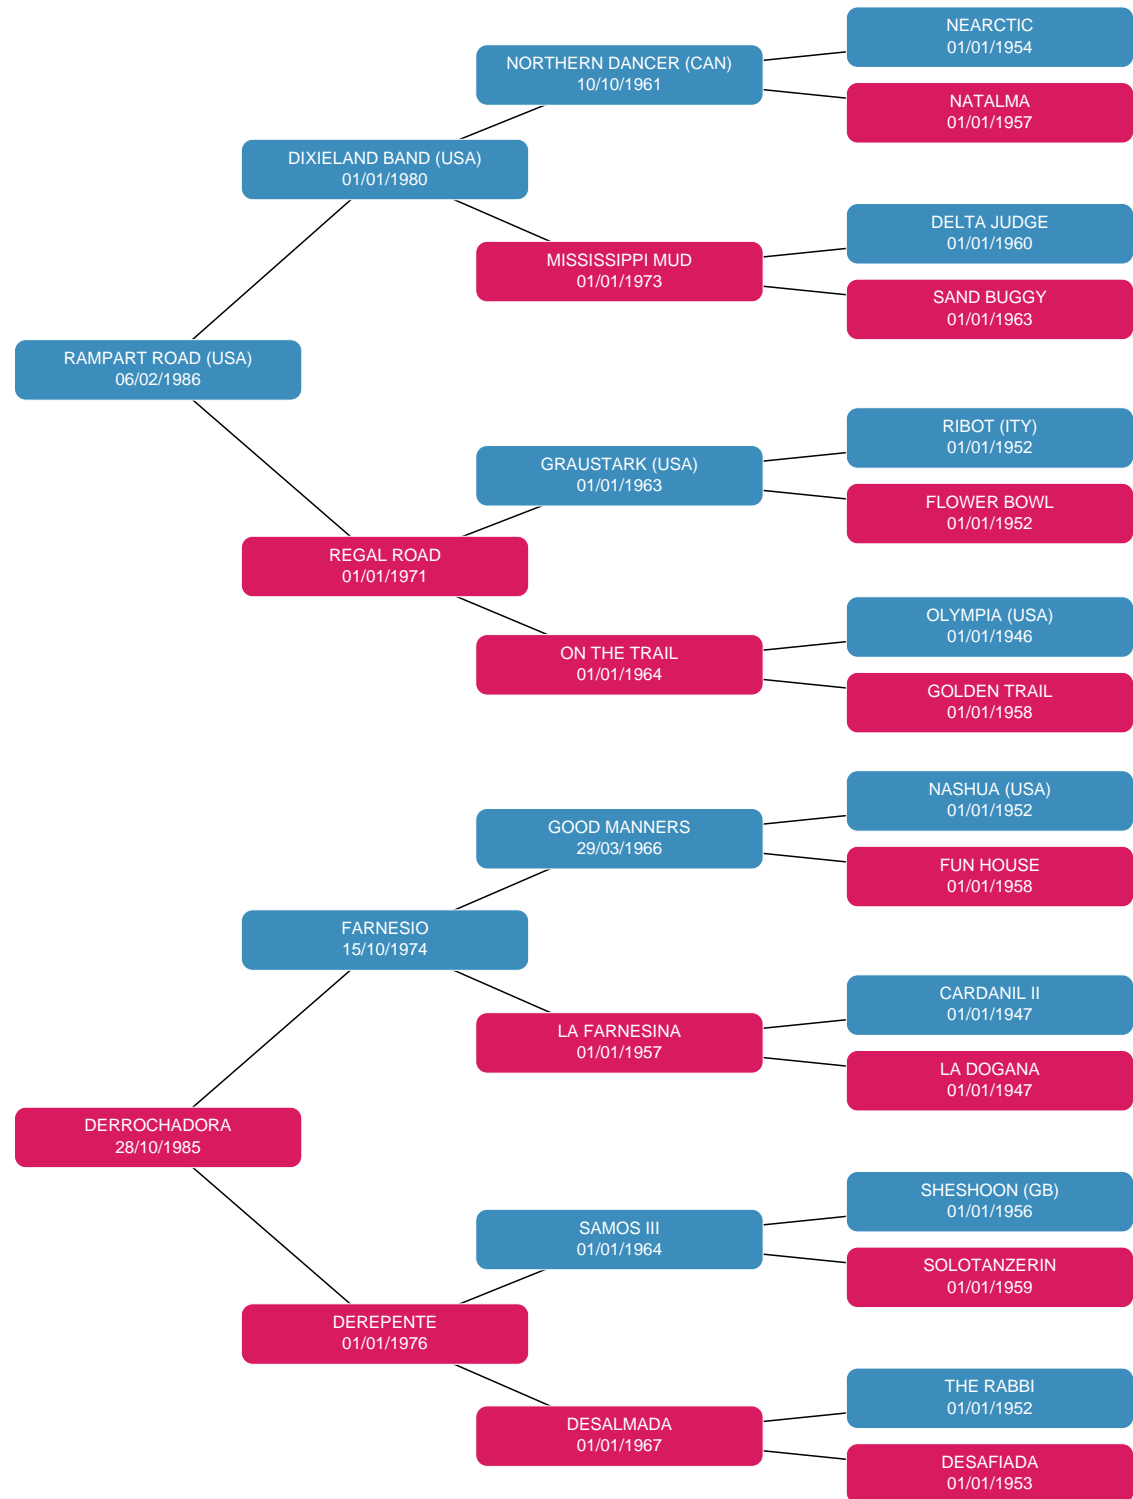 NEARCTIC
01/01/1954
NORTHERN DANCER (CAN)
10/10/1961
NATALMA
01/01/1957
DIXIELAND BAND (USA)
01/01/1980
DELTA JUDGE
01/01/1960
MISSISSIPPI MUD
01/01/1973
SAND BUGGY
01/01/1963
RAMPART ROAD (USA)
06/02/1986
RIBOT (ITY)
01/01/1952
GRAUSTARK (USA)
01/01/1963
FLOWER BOWL
01/01/1952
REGAL ROAD
01/01/1971
OLYMPIA (USA)
01/01/1946
ON THE TRAIL
01/01/1964
GOLDEN TRAIL
01/01/1958
NASHUA (USA)
01/01/1952
GOOD MANNERS
29/03/1966
FUN HOUSE
01/01/1958
FARNESIO
15/10/1974
CARDANIL II
01/01/1947
LA FARNESINA
01/01/1957
LA DOGANA
01/01/1947
DERROCHADORA
28/10/1985
SHESHOON (GB)
01/01/1956
SAMOS III
01/01/1964
SOLOTANZERIN
01/01/1959
DEREPENTE
01/01/1976
THE RABBI
01/01/1952
DESALMADA
01/01/1967
DESAFIADA
01/01/1953